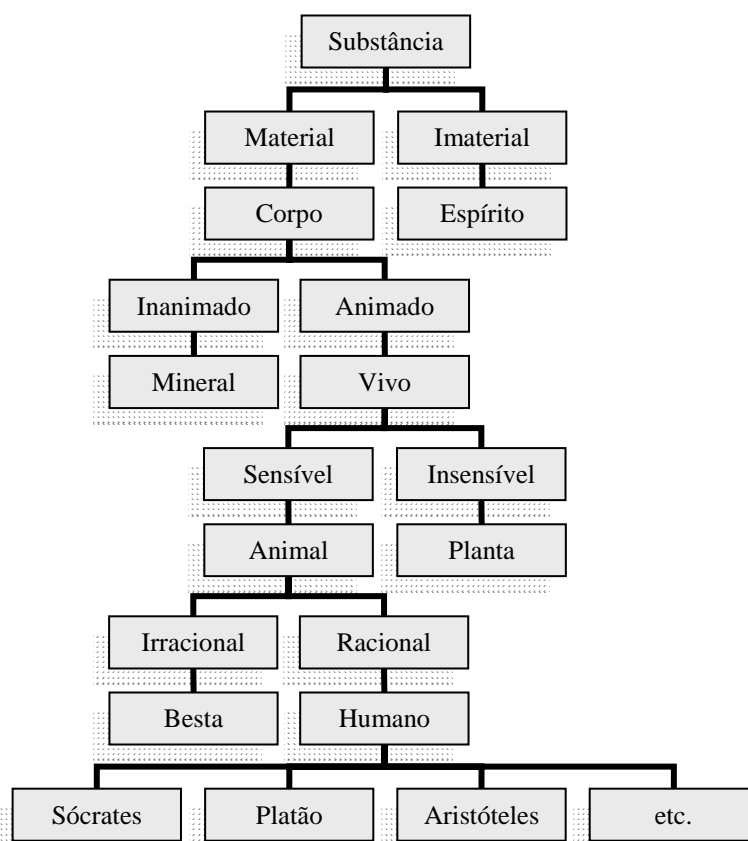 Substância
Material Imaterial
Corpo Espírito
Inanimado Animado
Mineral Vivo
Sensível Insensível
Animal Planta
Irracional Racional
Besta Humano
Sócrates Platão Aristóteles etc.